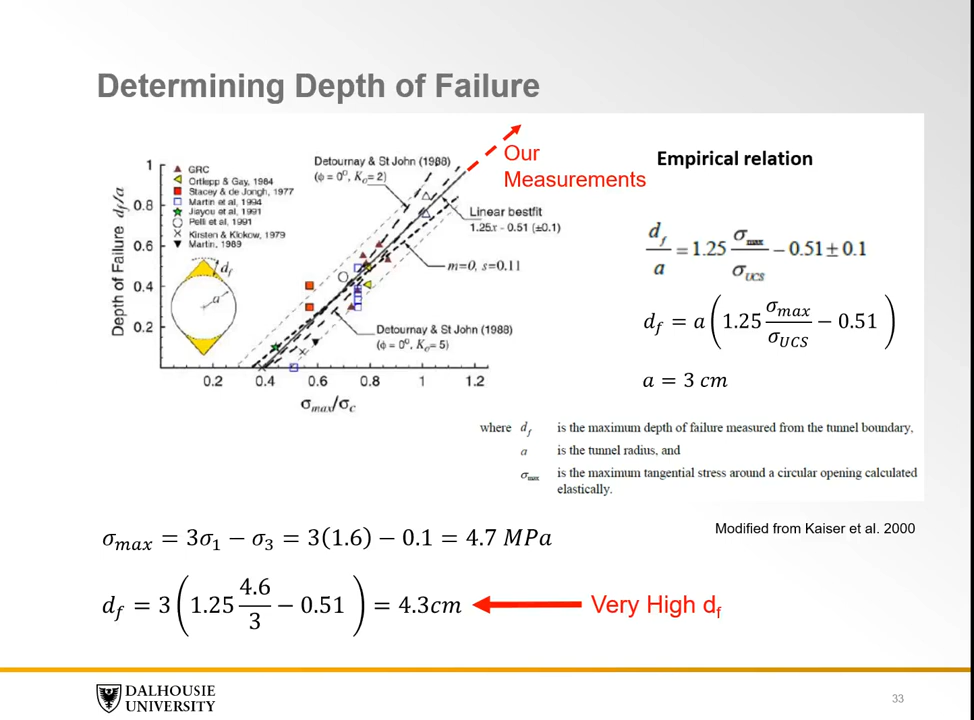 Determining Depth of Failure
Our
Measurements
Empirical relation
Depth of Failure d_f/a
1
0.8
0.6
0.4
0.2
GRC
Ortlepp & Gay, 1984
Stacey & de Jongh, 1977
Martin et al, 1994
Jiayou et al, 1991
Pelli et al, 1991
Kirsten & Klokow, 1979
Martin, 1989
d_f
a
Detournay & St John (1988)
(ϕ = 0°, K_o = 2)
Linear bestfit
1.25x - 0.51 (±0.1)
m=0, s=0.11
Detournay & St John (1988)
(ϕ = 0°, K_o = 5)
0.2 0.4 0.6 0.8 1 1.2
σ_max/σ_c
d_f/a = 1.25 σ_max/σ_UCS − 0.51 ± 0.1
d_f = a(1.25 σ_max/σ_UCS − 0.51)
a = 3 cm
where d_f is the maximum depth of failure measured from the tunnel boundary,
a is the tunnel radius, and
σ_max is the maximum tangential stress around a circular opening calculated
elastically.
Modified from Kaiser et al. 2000
σ_max = 3σ_1 − σ_3 = 3(1.6) − 0.1 = 4.7 MPa
d_f = 3(1.25 4.6/3 − 0.51) = 4.3cm
Very High d_f
DALHOUSIE
UNIVERSITY
33